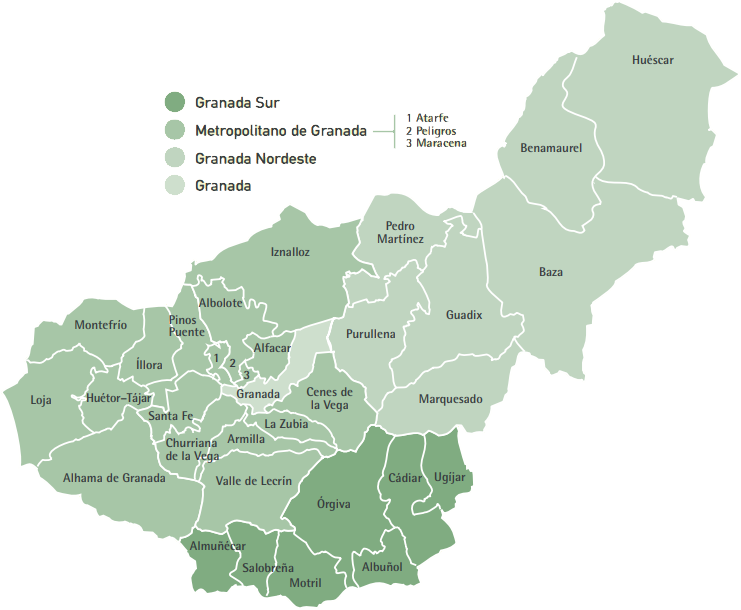 Huéscar
Granada Sur
1 Atarfe
Metropolitano de Granada
2 Peligros
3 Maracena
Benamaurel
Granada Nordeste
Granada
Pedro
Martínez
Iznalloz
Baza
Albolote
Guadix
Pinos
Puente
Montefrío
Purullena
Alfacar
1
2
3
Íllora
Granada
Cenes de
la Vega
Huétor-Tájar
Loja
Marquesado
Santa Fe
La Zubia
Armilla
Churriana
de la Vega
Alhama de Granada
Valle de Lecrín
Cádiar
Ugíjar
Órgiva
Almuñécar
Salobreña
Albuñol
Motril